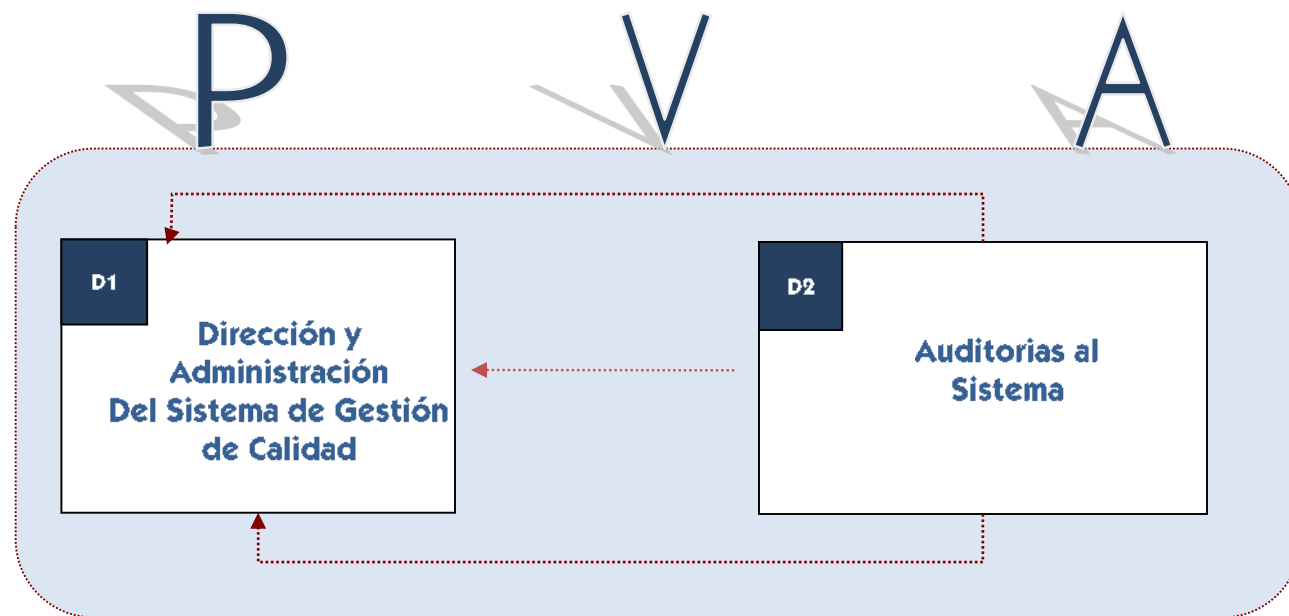 P V A
D1
Dirección y
Administración
Del Sistema de Gestión
de Calidad
D2
Auditorias al
Sistema